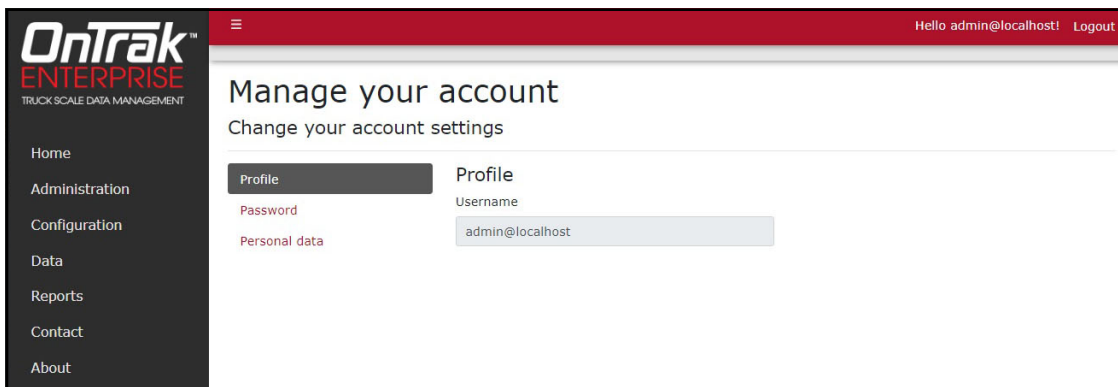 OnTrak™
ENTERPRISE
TRUCK SCALE DATA MANAGEMENT
Home
Administration
Configuration
Data
Reports
Contact
About
Hello admin@localhost! Logout
Manage your account
Change your account settings
Profile
Password
Personal data
Profile
Username
admin@localhost